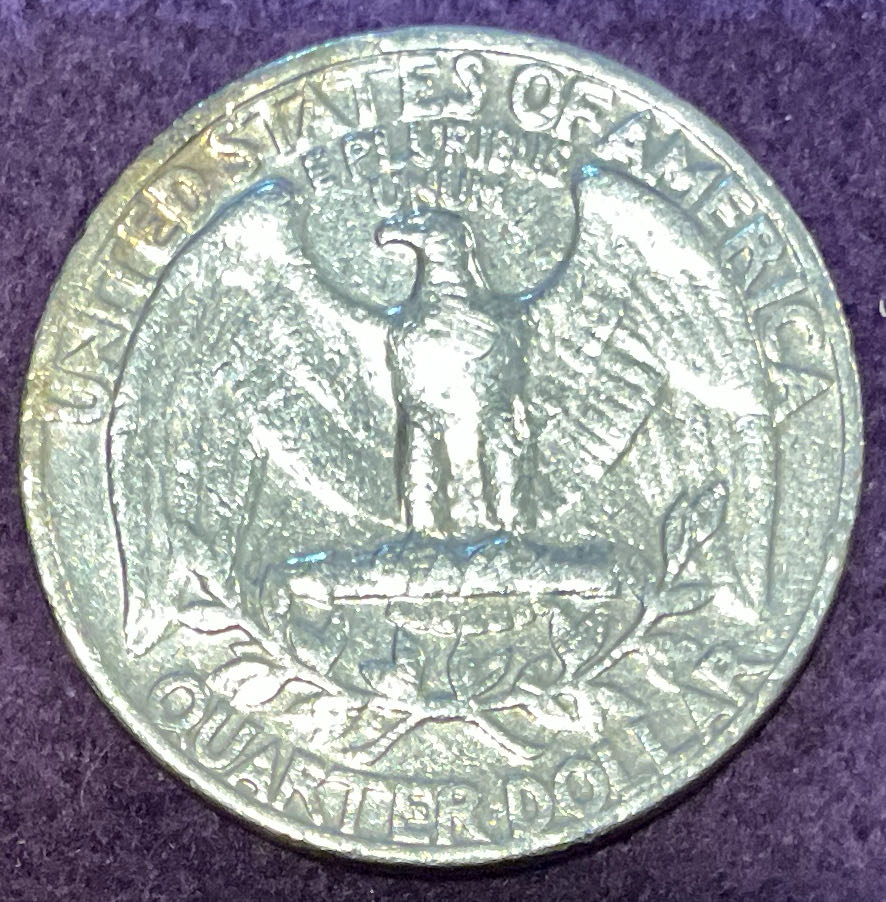 UNITED STATES OF AMERICA
E PLURIBUS
UNUM
QUARTER DOLLAR